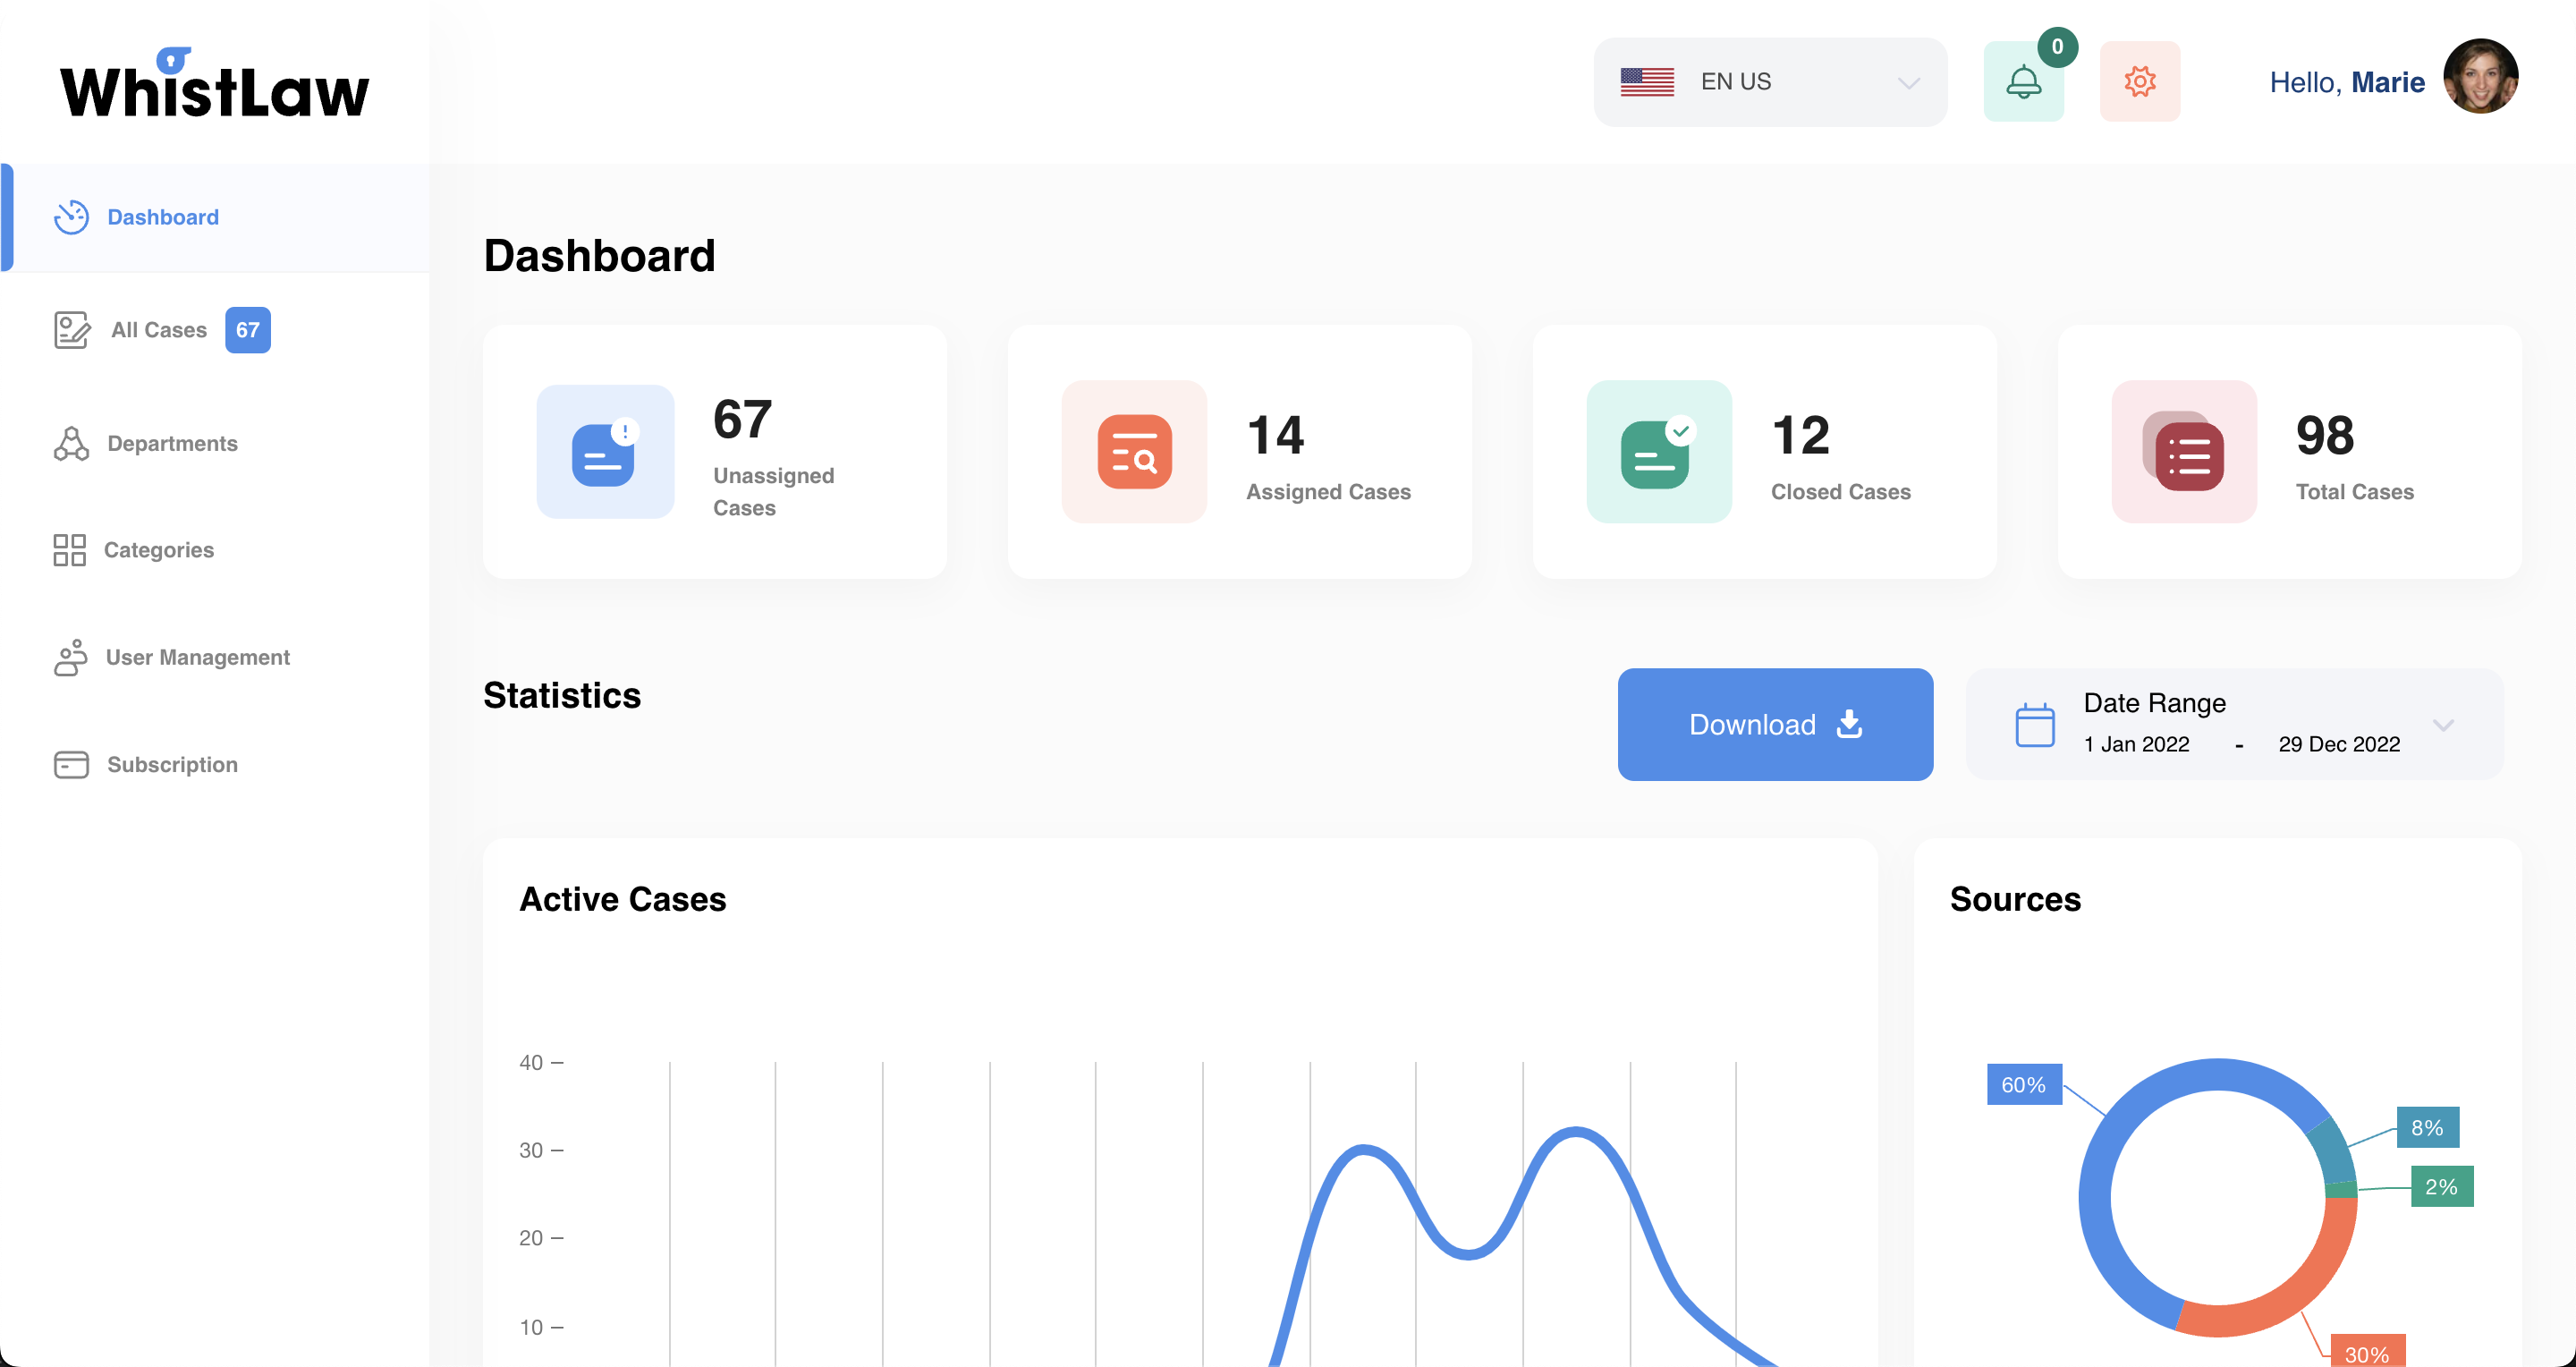 WhistLaw
EN US
0
Hello, Marie
Dashboard
All Cases 67
Departments
Categories
User Management
Subscription
Dashboard
67
Unassigned
Cases
14
Assigned Cases
12
Closed Cases
98
Total Cases
Statistics
Download
Date Range
1 Jan 2022 - 29 Dec 2022
Active Cases
40
30
20
10
Sources
60%
8%
2%
30%